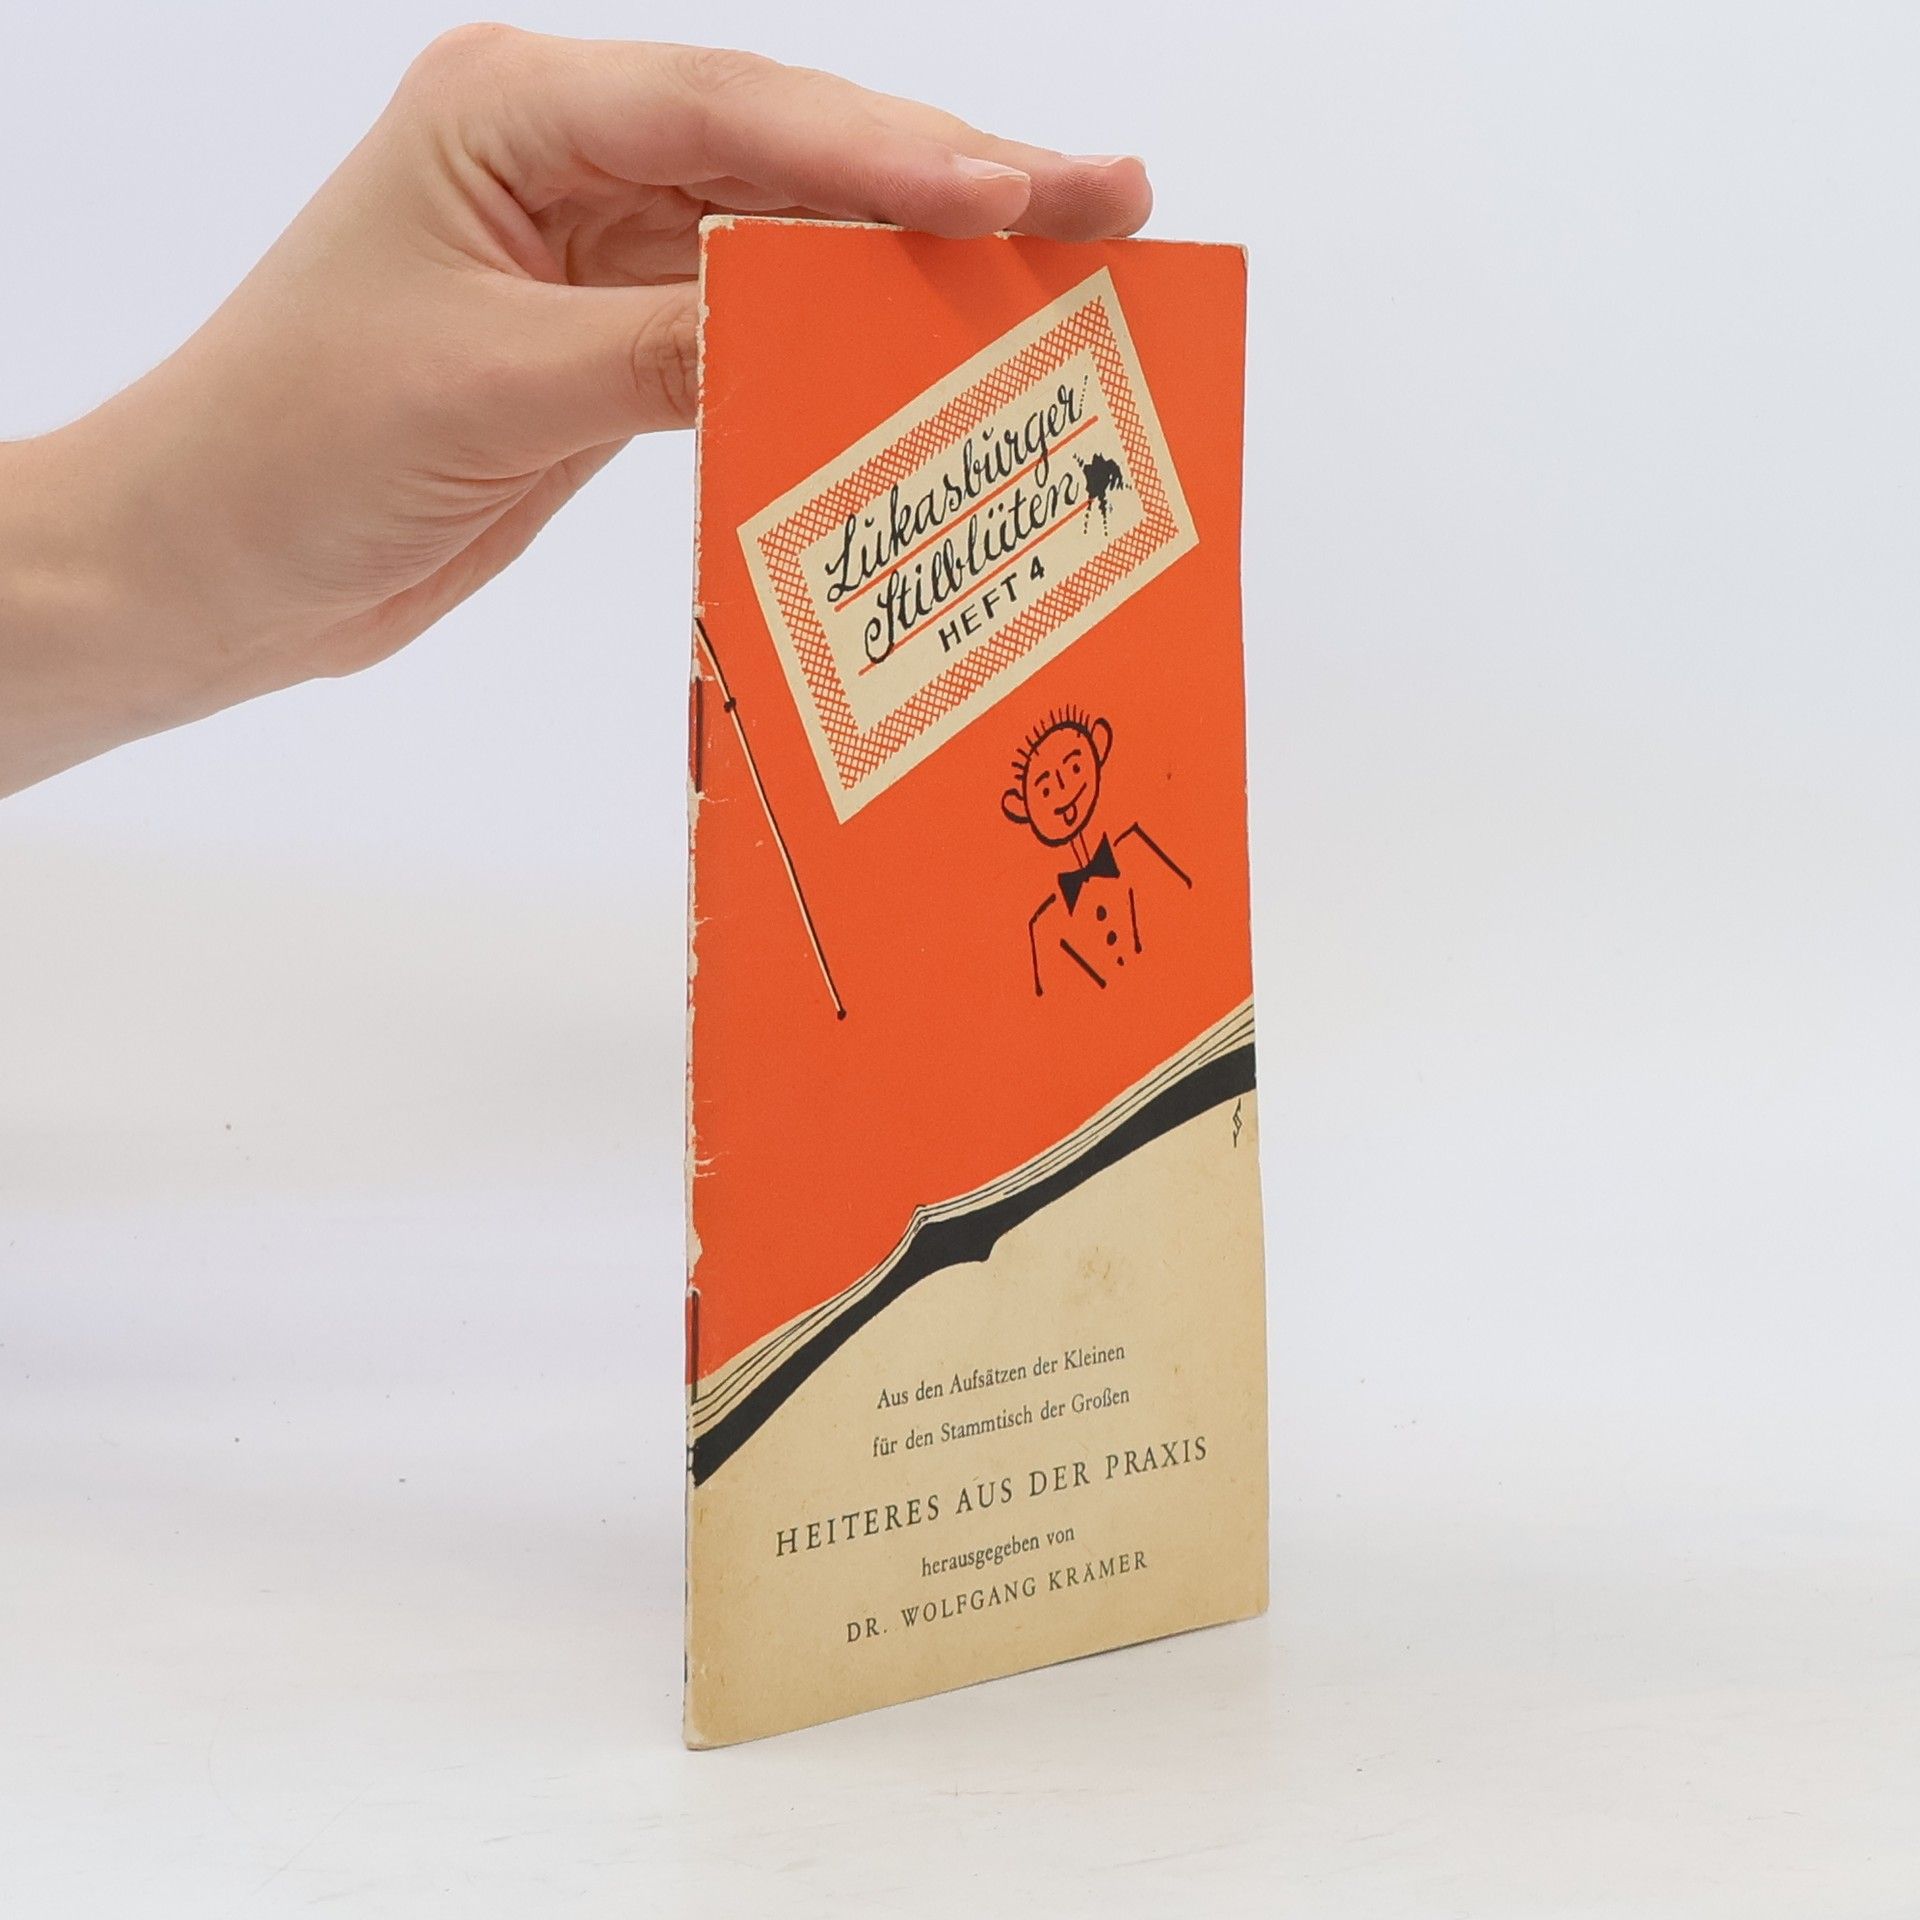 Lukasburger
Stilblüten
HEFT 4
Aus den Aufsätzen der Kleinen
für den Stammtisch der Großen
HEITERES AUS DER PRAXIS
herausgegeben von
DR. WOLFGANG KRÄMER